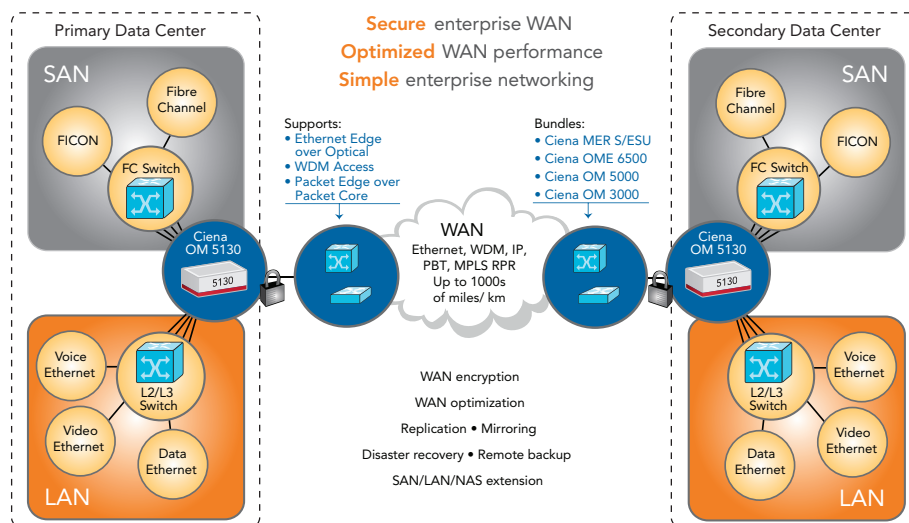 Primary Data Center
SAN
Fibre
Channel
FICON
FC Switch
Ciena
OM 5130
5130
Voice
Ethernet
L2/L3
Switch
Video
Ethernet
Data
Ethernet
LAN
Secure enterprise WAN
Optimized WAN performance
Simple enterprise networking
Supports:
• Ethernet Edge
over Optical
• WDM Access
• Packet Edge over
Packet Core
Bundles:
• Ciena MER S/ESU
• Ciena OME 6500
• Ciena OM 5000
• Ciena OM 3000
WAN
Ethernet, WDM, IP,
PBT, MPLS RPR
Up to 1000s
of miles/ km
WAN encryption
WAN optimization
Replication • Mirroring
Disaster recovery • Remote backup
SAN/LAN/NAS extension
Secondary Data Center
SAN
Fibre
Channel
FICON
FC Switch
Ciena
OM 5130
5130
L2/L3
Switch
Voice
Ethernet
Video
Ethernet
Data
Ethernet
LAN